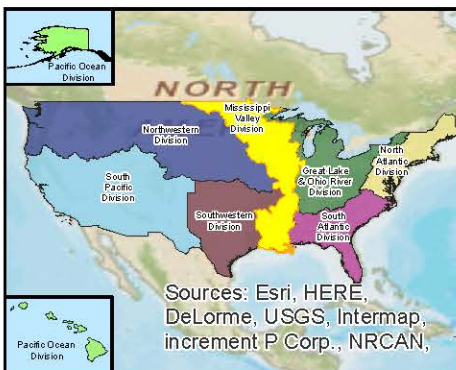 Pacific Ocean
Division
NORTH
Mississippi
Valley
Division
Northwestern
Division
North
Atlantic
Division
Great Lake
& Ohio River
Division
South
Pacific
Division
Southwestern
Division
South
Atlantic
Division
Sources: Esri, HERE,
DeLorme, USGS, Intermap,
increment P Corp., NRCAN,
Pacific Ocean
Division